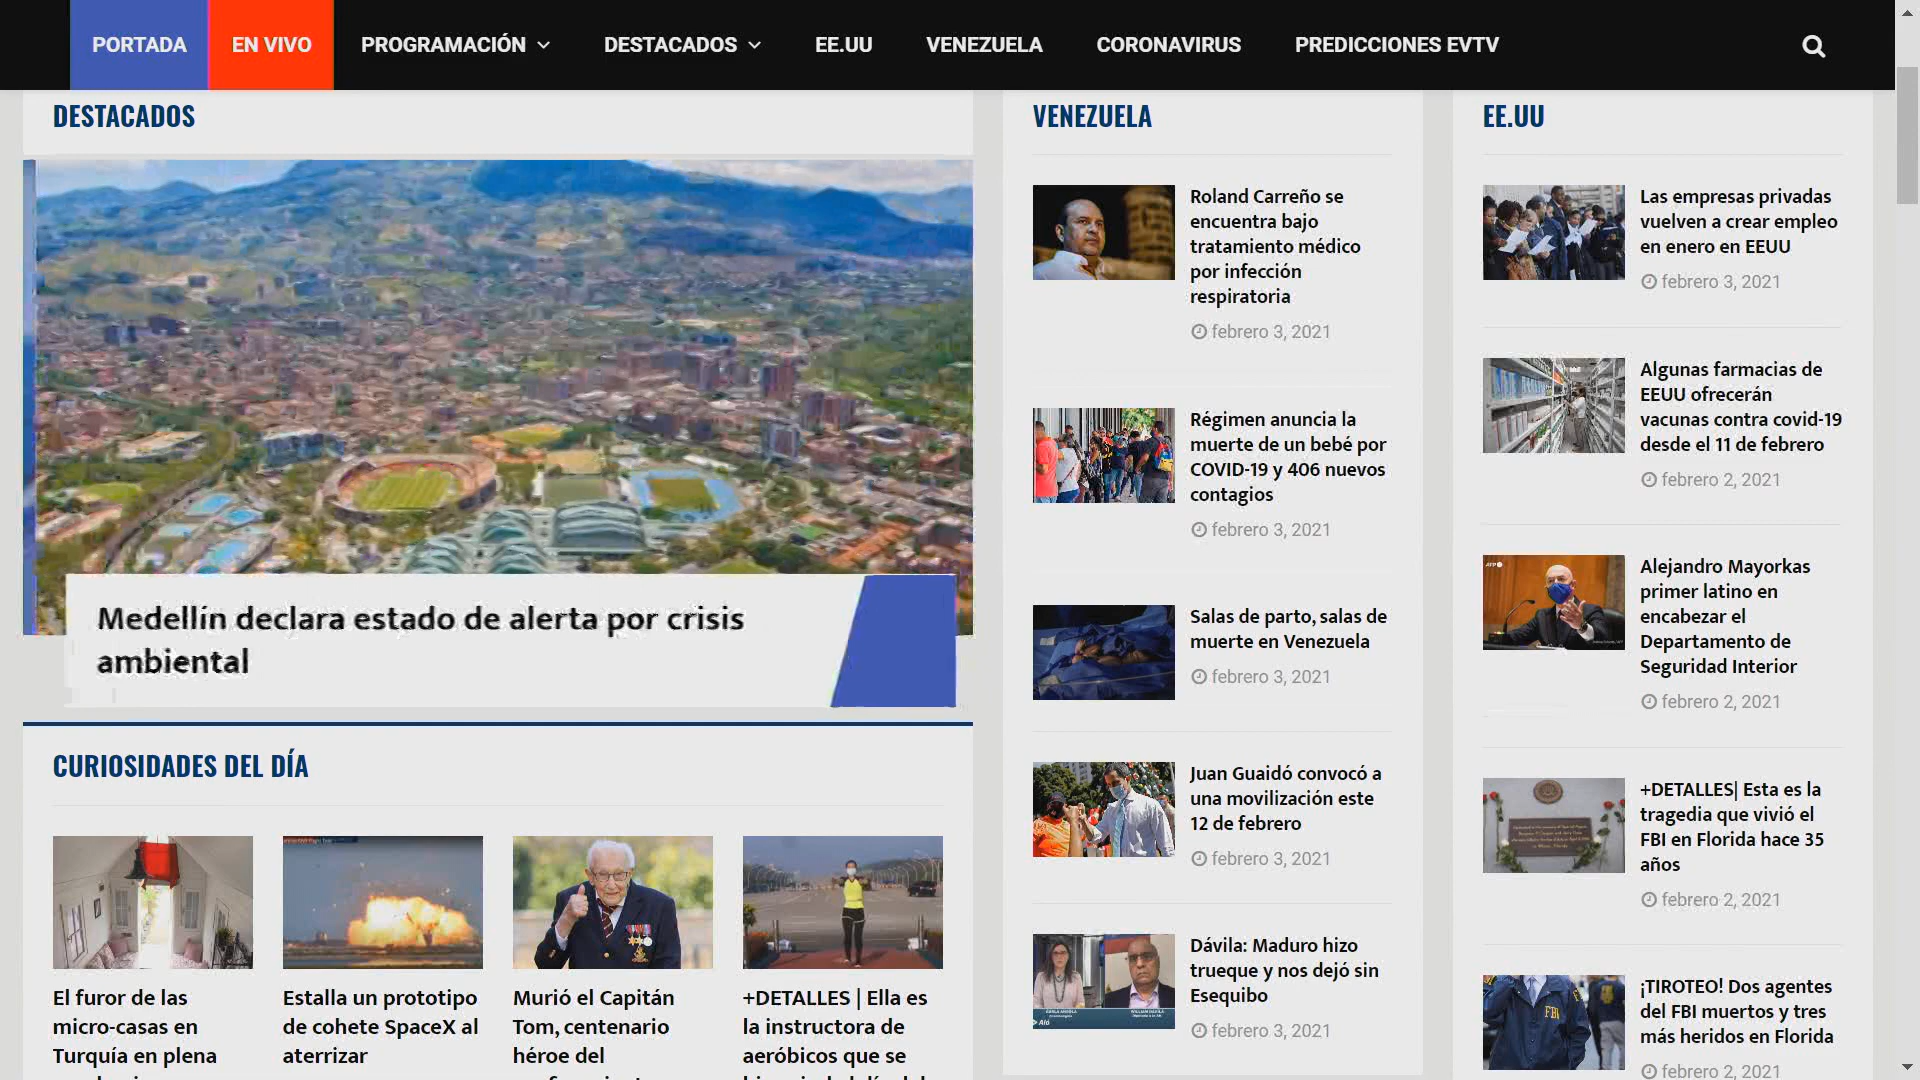 PORTADA
EN VIVO
PROGRAMACIÓN
DESTACADOS
EE.UU
VENEZUELA
CORONAVIRUS
PREDICCIONES EVTV
DESTACADOS
Medellín declara estado de alerta por crisis
ambiental
CURIOSIDADES DEL DÍA
El furor de las
micro-casas en
Turquía en plena
Estalla un prototipo
de cohete SpaceX al
aterrizar
Murió el Capitán
Tom, centenario
héroe del
+DETALLES | Ella es
la instructora de
aeróbicos que se
VENEZUELA
Roland Carreño se
encuentra bajo
tratamiento médico
por infección
respiratoria
febrero 3, 2021
Régimen anuncia la
muerte de un bebé por
COVID-19 y 406 nuevos
contagios
febrero 3, 2021
Salas de parto, salas de
muerte en Venezuela
febrero 3, 2021
Juan Guaidó convocó a
una movilización este
12 de febrero
febrero 3, 2021
Aló
Dávila: Maduro hizo
trueque y nos dejó sin
Esequibo
febrero 3, 2021
EE.UU
Las empresas privadas
vuelven a crear empleo
en enero en EEUU
febrero 3, 2021
Algunas farmacias de
EEUU ofrecerán
vacunas contra covid-19
desde el 11 de febrero
febrero 2, 2021
AFP
Alejandro Mayorkas
primer latino en
encabezar el
Departamento de
Seguridad Interior
febrero 2, 2021
+DETALLES| Esta es la
tragedia que vivió el
FBI en Florida hace 35
años
febrero 2, 2021
FBI
¡TIROTEO! Dos agentes
del FBI muertos y tres
más heridos en Florida
febrero 2, 2021